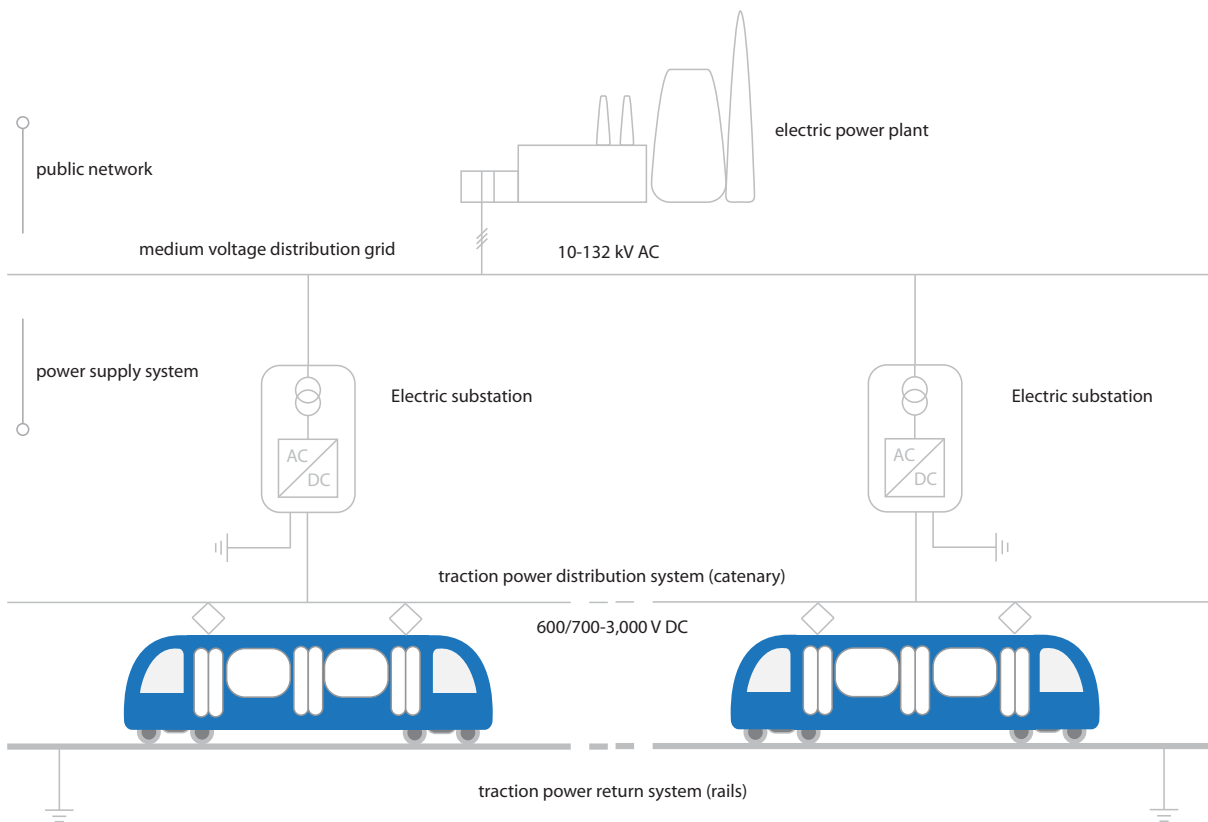 electric power plant
public network
medium voltage distribution grid
10-132 kV AC
power supply system
Electric substation
Electric substation
AC
DC
AC
DC
traction power distribution system (catenary)
600/700-3,000 V DC
traction power return system (rails)